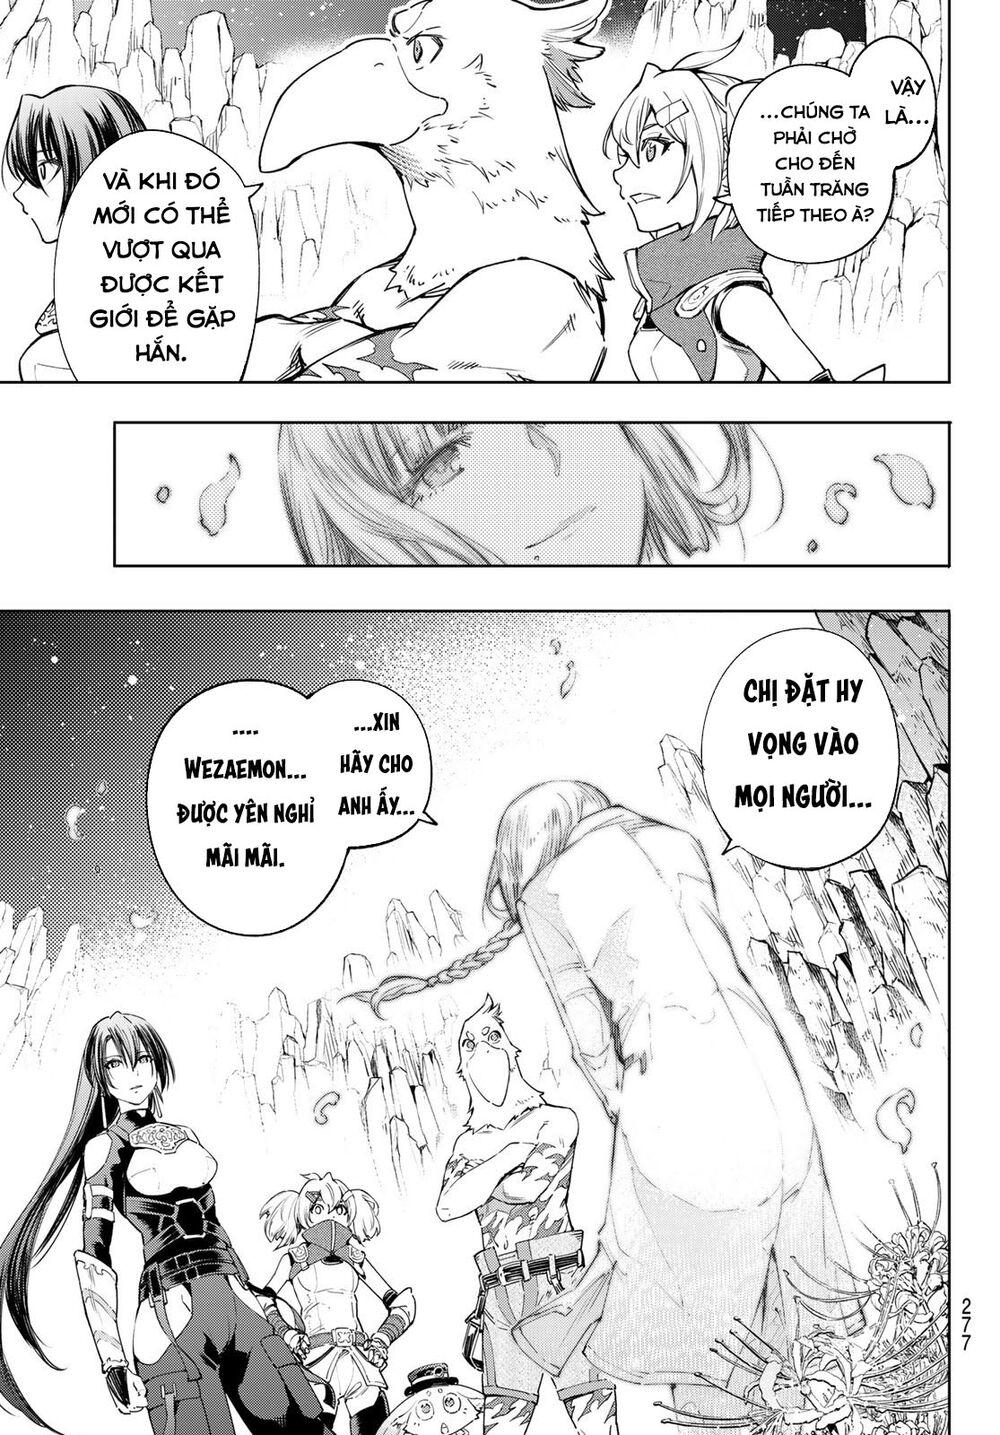 VẬY
LÀ...
...CHÚNG TA
PHẢI CHỜ
CHO ĐẾN
TUẦN TRĂNG
TIẾP THEO À?
VÀ KHI ĐÓ
MỚI CÓ THỂ
VƯỢT QUA
ĐƯỢC KẾT
GIỚI ĐỂ GẶP
HẮN.
CHỊ ĐẶT HY
VỌNG VÀO
MỌI NGƯỜI...
...XIN
HÃY CHO
ANH ẤY...
....
WEZAEMON...
ĐƯỢC YÊN NGHỈ
MÃI MÃI.
277